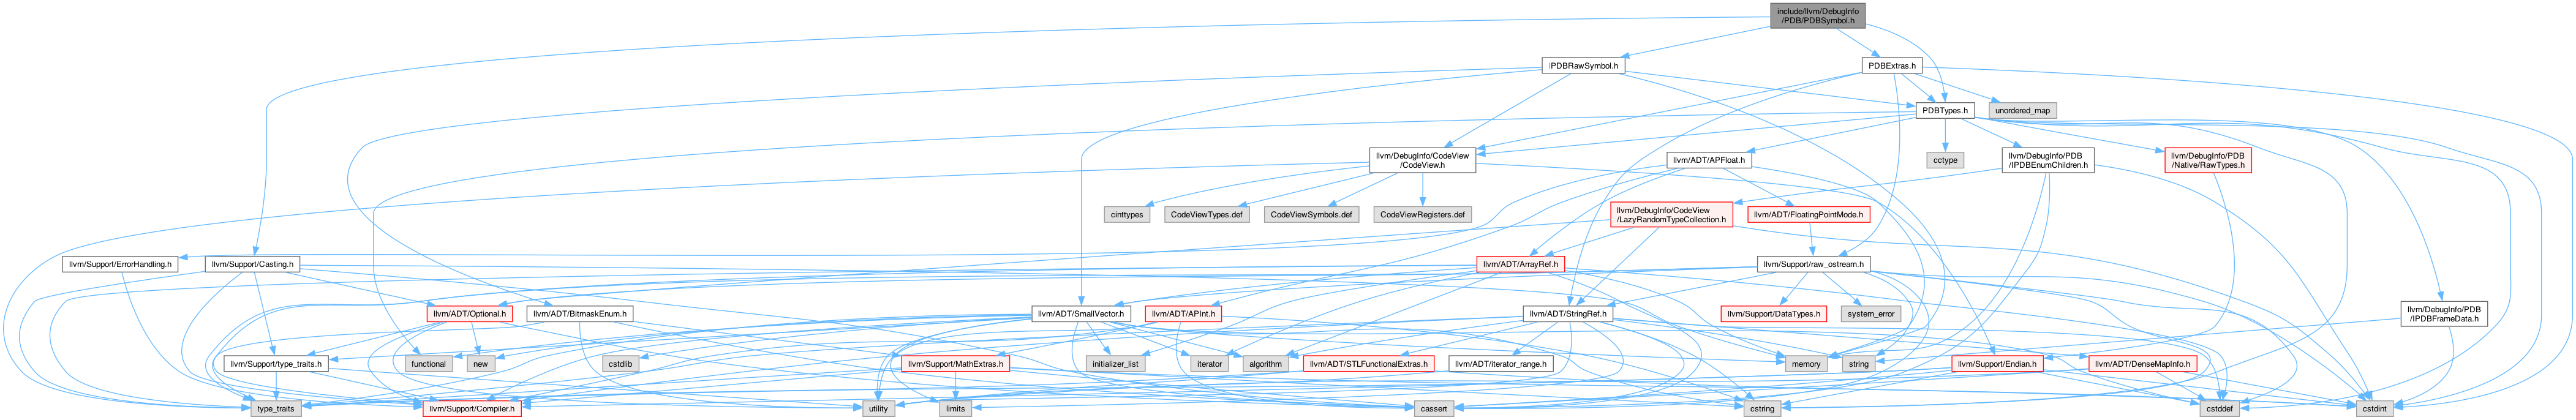 include/llvm/DebugInfo
/PDB/PDBSymbol.h
IPDBRawSymbol.h
PDBExtras.h
PDBTypes.h
unordered_map
llvm/DebugInfo/CodeView
/CodeView.h
llvm/ADT/APFloat.h
cctype
llvm/DebugInfo/PDB
/IPDBEnumChildren.h
llvm/DebugInfo/PDB
/Native/RawTypes.h
cinttypes
CodeViewTypes.def
CodeViewSymbols.def
CodeViewRegisters.def
llvm/DebugInfo/CodeView
/LazyRandomTypeCollection.h
llvm/ADT/FloatingPointMode.h
llvm/Support/ErrorHandling.h
llvm/Support/Casting.h
llvm/ADT/ArrayRef.h
llvm/Support/raw_ostream.h
llvm/ADT/Optional.h
llvm/ADT/BitmaskEnum.h
llvm/ADT/SmallVector.h
llvm/ADT/APInt.h
llvm/ADT/StringRef.h
llvm/Support/DataTypes.h
system_error
llvm/DebugInfo/PDB
/IPDBFrameData.h
llvm/Support/type_traits.h
functional
new
cstdlib
llvm/Support/MathExtras.h
initializer_list
iterator
algorithm
llvm/ADT/STLFunctionalExtras.h
llvm/ADT/iterator_range.h
memory
string
llvm/Support/Endian.h
llvm/ADT/DenseMapInfo.h
type_traits
llvm/Support/Compiler.h
utility
limits
cassert
cstring
cstddef
cstdint